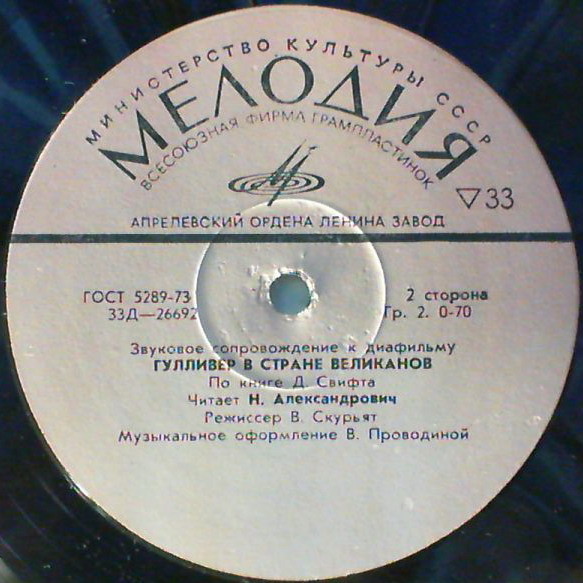 МИНИСТЕРСТВО КУЛЬТУРЫ СССР
МЕЛОДИЯ
ВСЕСОЮЗНАЯ ФИРМА ГРАМПЛАСТИНОК
33
АПРЕЛЕВСКИЙ ОРДЕНА ЛЕНИНА ЗАВОД
ГОСТ 5289-73 2 сторона
33Д—26692 Гр. 2. 0-70
Звуковое сопровождение к диафильму
ГУЛЛИВЕР В СТРАНЕ ВЕЛИКАНОВ
По книге Д. Свифта
Читает Н. Александрович
Режиссер В. Скурьят
Музыкальное оформление В. Проводиной